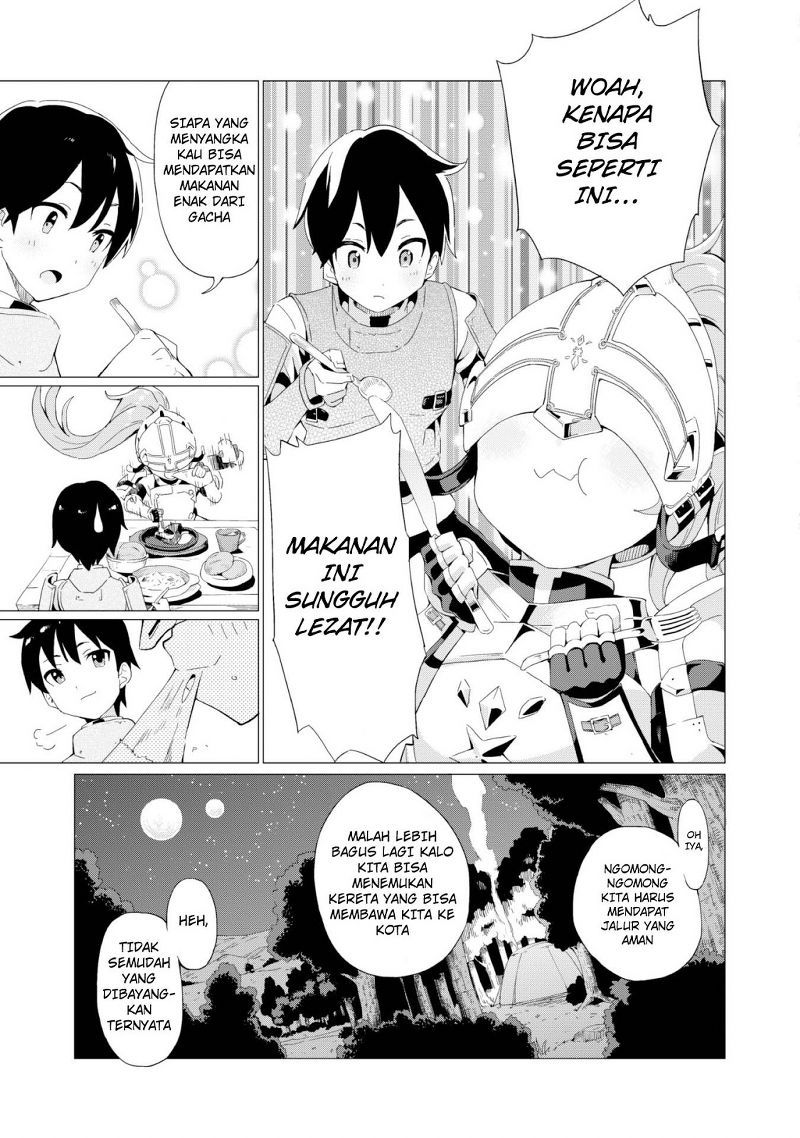 WOAH,
KENAPA
BISA
SEPERTI
INI...
MAKANAN
INI
SUNGGUH
LEZAT!!
SIAPA YANG
MENYANGKA
KAU BISA
MENDAPATKAN
MAKANAN
ENAK DARI
GACHA
OH
IYA,
NGOMONG-
NGOMONG
KITA HARUS
MENDAPAT
JALUR YANG
AMAN
MALAH LEBIH
BAGUS LAGI KALO
KITA BISA
MENEMUKAN
KERETA YANG BISA
MEMBAWA KITA KE
KOTA
HEH,
TIDAK
SEMUDAH
YANG
DIBAYANG-
KAN
TERNYATA